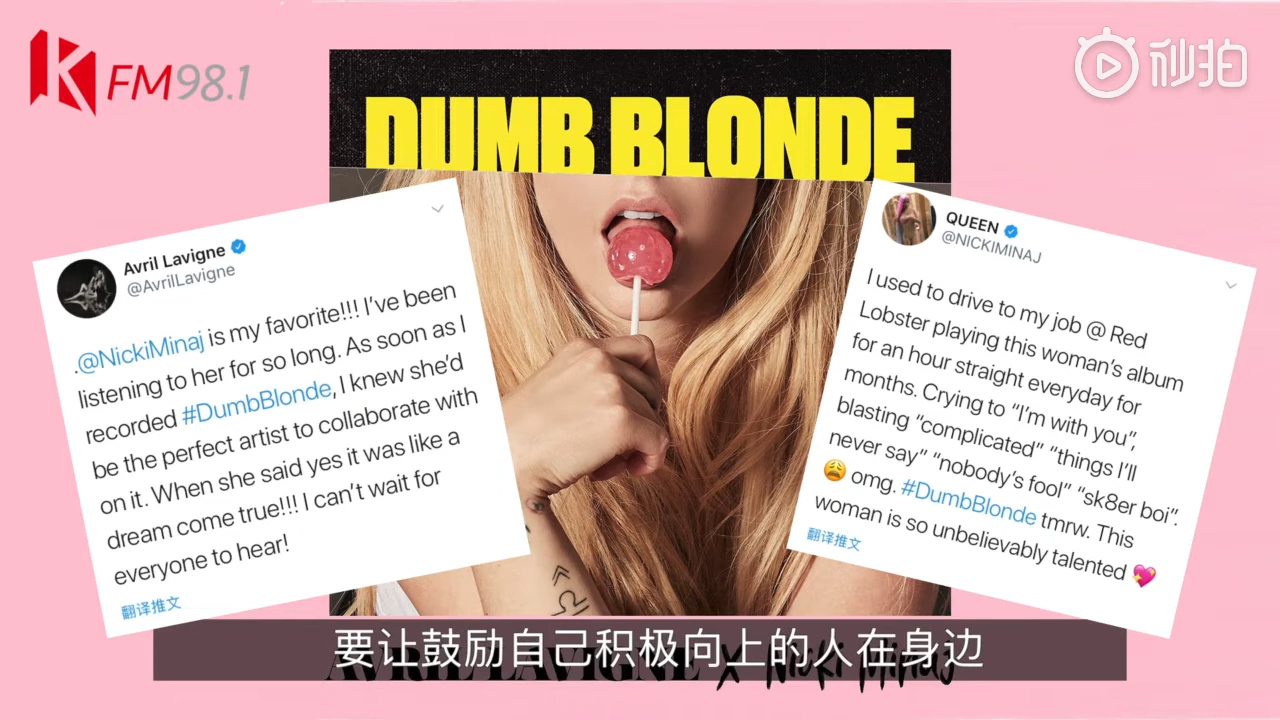 K FM98.1
秒拍
DUMB BLONDE
Avril Lavigne
@AvrilLavigne
.@NickiMinaj is my favorite!!! I've been
listening to her for so long. As soon as I
recorded #DumbBlonde, I knew she'd
be the perfect artist to collaborate with
on it. When she said yes it was like a
dream come true!!! I can't wait for
everyone to hear!
翻译推文
QUEEN
@NICKIMINAJ
I used to drive to my job @ Red
Lobster playing this woman's album
for an hour straight everyday for
months. Crying to “I'm with you”,
blasting “complicated” “things I'll
never say” “nobody's fool” “sk8er boi”.
😩 omg. #DumbBlonde tmrw. This
woman is so unbelievably talented 💖
翻译推文
要让鼓励自己积极向上的人在身边
AVRIL LAVIGNE X Nicki Minaj